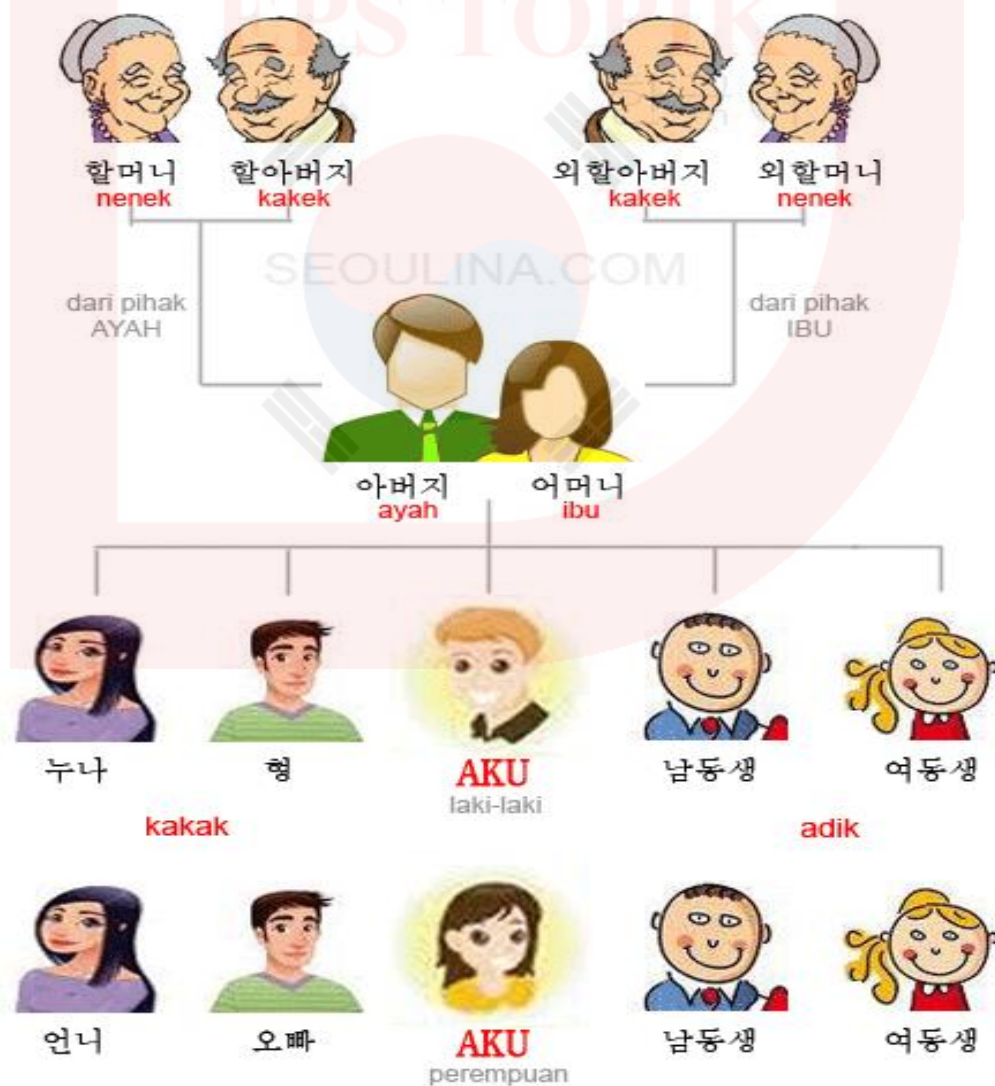 EPS TOPIK
할머니 할아버지 외할아버지 외할머니
nenek kakek kakek nenek
SEOULINA.COM
dari pihak
AYAH
dari pihak
IBU
아버지 어머니
ayah ibu
누나 형 AKU 남동생 여동생
laki-laki
kakak adik
언니 오빠 AKU 남동생 여동생
perempuan